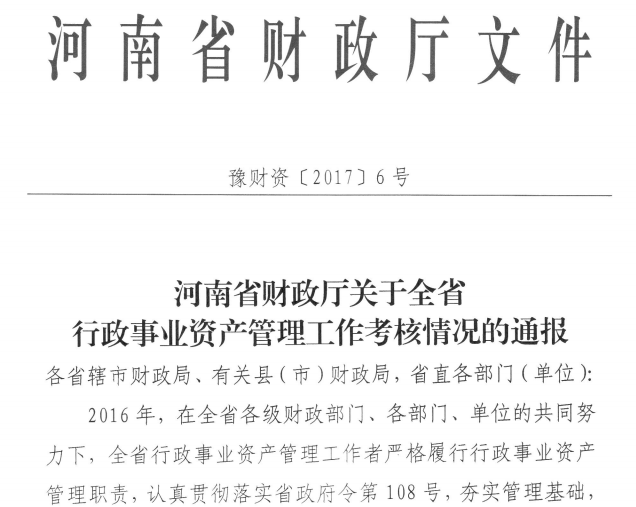 河南省财政厅文件
豫财资〔2017〕6号
河南省财政厅关于全省
行政事业资产管理工作考核情况的通报
各省辖市财政局、有关县（市）财政局，省直各部门（单位）：
2016年，在全省各级财政部门、各部门、单位的共同努
力下，全省行政事业资产管理工作者严格履行行政事业资产
管理职责，认真贯彻落实省政府令第108号，夯实管理基础，